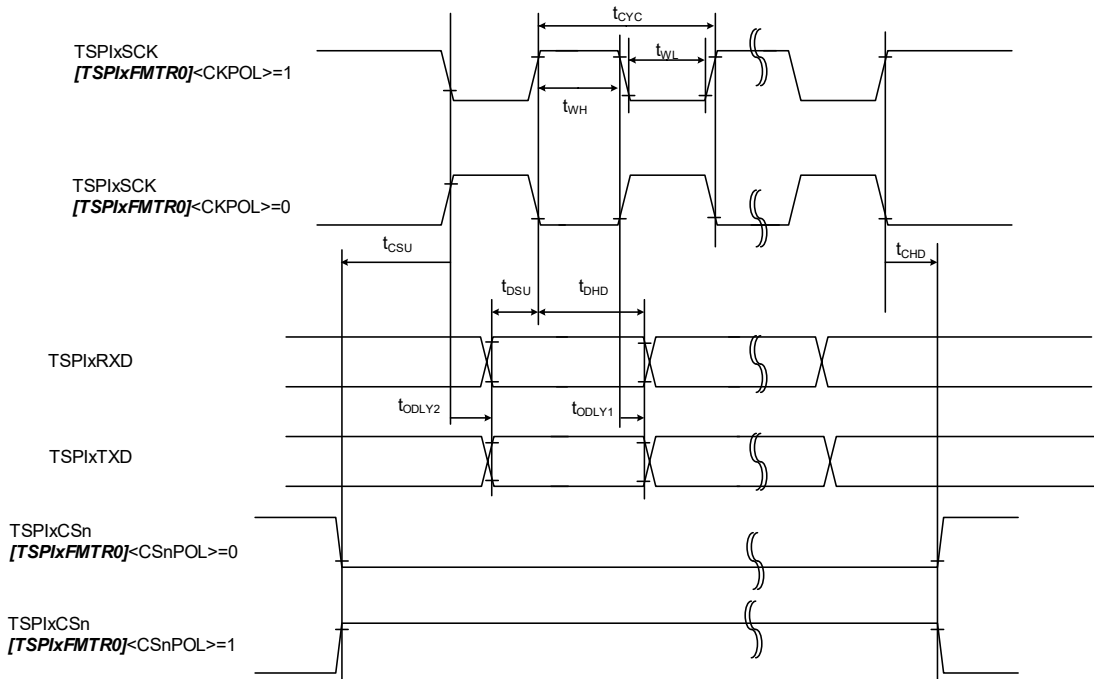 tCYC
TSPIxSCK
[TSPIxFMTR0]<CKPOL>=1
tWL
tWH
TSPIxSCK
[TSPIxFMTR0]<CKPOL>=0
tCSU
tCHD
tDSU
tDHD
TSPIxRXD
tODLY2
tODLY1
TSPIxTXD
TSPIxCSn
[TSPIxFMTR0]<CSnPOL>=0
TSPIxCSn
[TSPIxFMTR0]<CSnPOL>=1